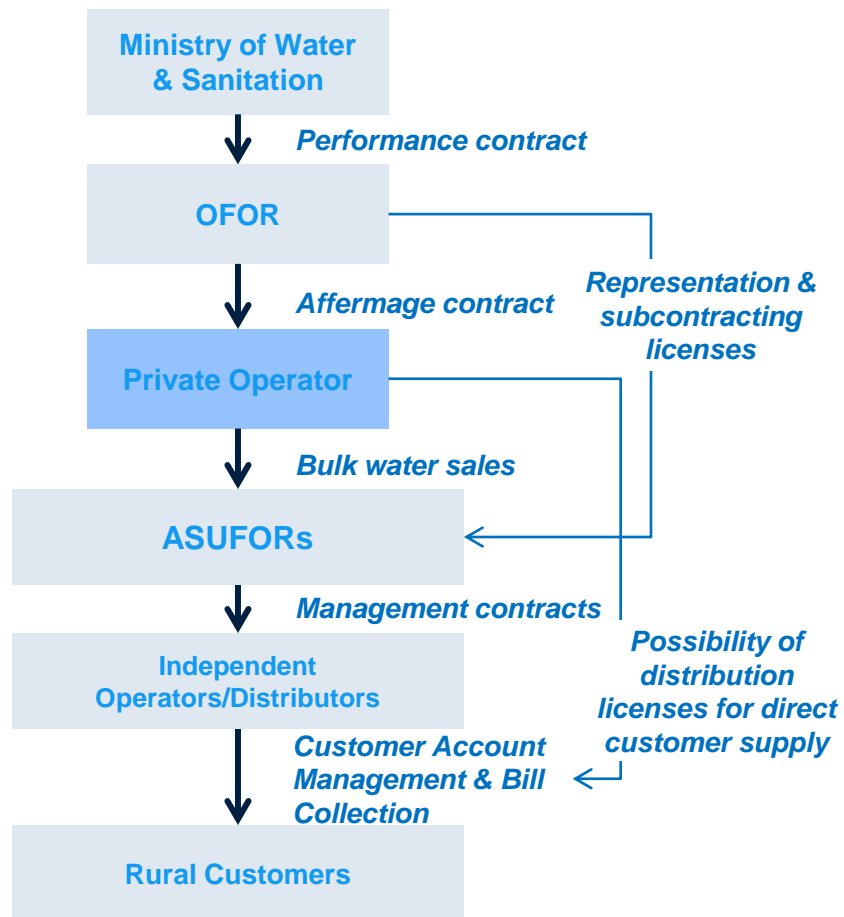 Ministry of Water
& Sanitation
Performance contract
OFOR
Affermage contract
Representation &
subcontracting
licenses
Private Operator
Bulk water sales
ASUFORs
Management contracts
Independent
Operators/Distributors
Possibility of
distribution
licenses for direct
customer supply
Customer Account
Management & Bill
Collection
Rural Customers